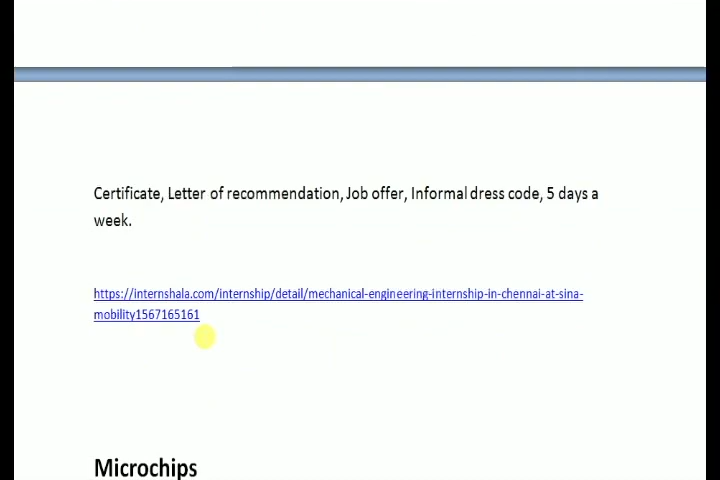 Certificate, Letter of recommendation, Job offer, Informal dress code, 5 days a
week.
https://internshala.com/internship/detail/mechanical-engineering-internship-in-chennai-at-sina-
mobility1567165161
Microchips